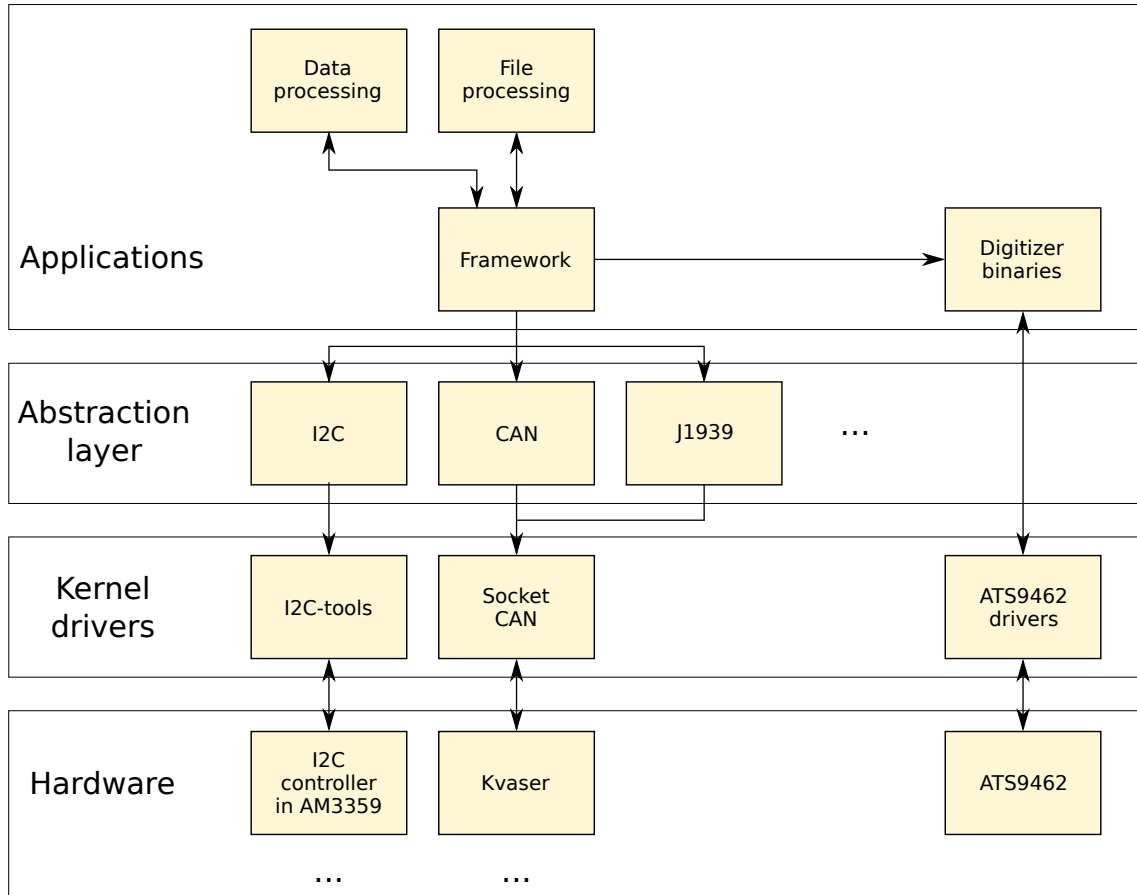 Data
processing
File
processing
Applications
Framework
Digitizer
binaries
Abstraction
layer
I2C
CAN
J1939
...
Kernel
drivers
I2C-tools
Socket
CAN
ATS9462
drivers
Hardware
I2C
controller
in AM3359
Kvaser
ATS9462
...
...